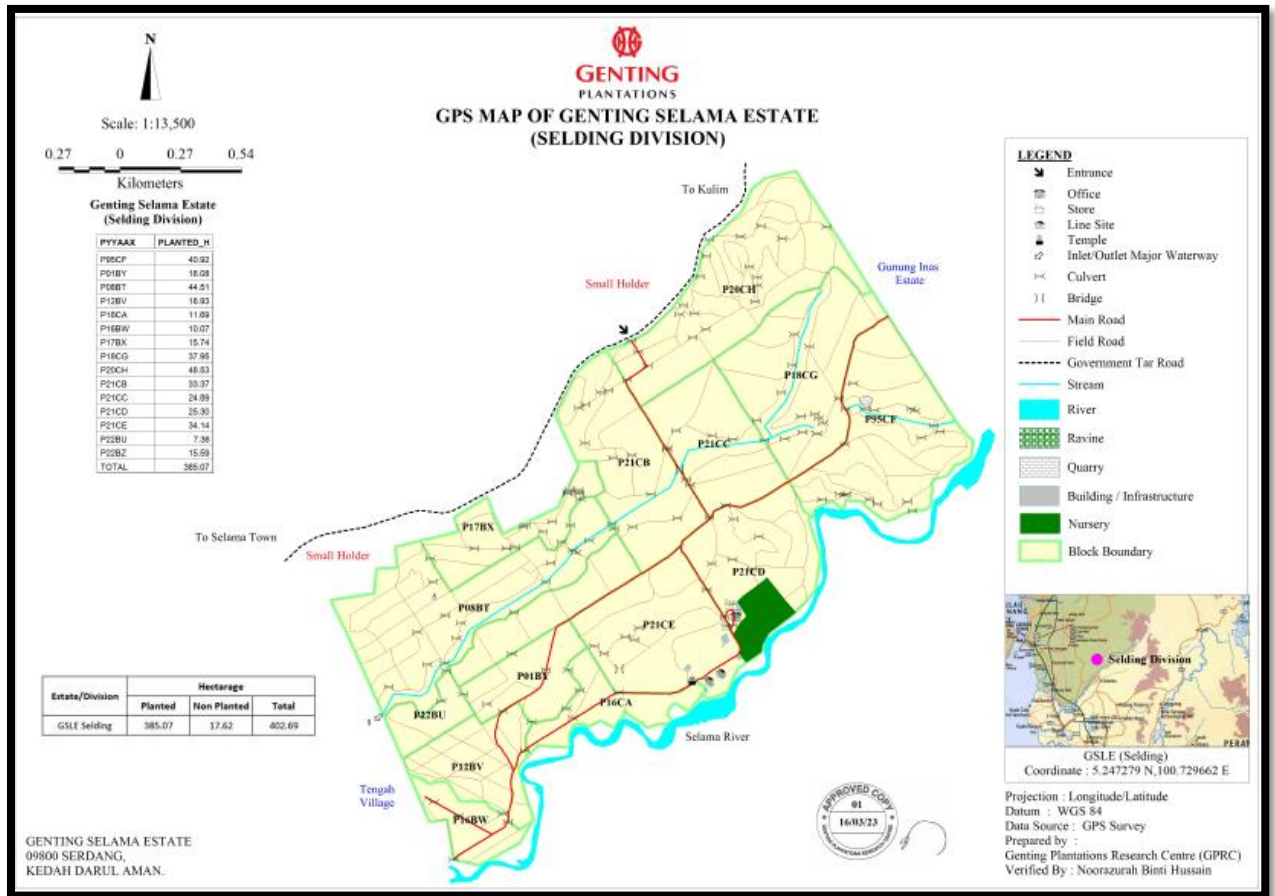 N
Scale: 1:13,500
0.27 0 0.27 0.54
Kilometers
GENTING
PLANTATIONS
GPS MAP OF GENTING SELAMA ESTATE
(SELDING DIVISION)
Genting Selama Estate
(Selding Division)
PYYAAX PLANTED_H
P95CF 40.92
P01BY 16.08
P08BT 44.51
P12BV 18.93
P16CA 11.69
P16BW 10.07
P17BX 15.74
P18CG 37.95
P20CH 48.53
P21CB 33.37
P21CC 24.89
P21CD 25.30
P21CE 34.14
P22BU 7.36
P22BZ 15.59
TOTAL 385.07
To Kulim
Small Holder
Gunung Inas
Estate
P20CH
P18CG
P95CF
P21CC
P21CB
P17BX
To Selama Town
Small Holder
P21CD
P08BT
P21CE
P01BY
P16CA
P22BU
Selama River
P12BV
Tengah
Village
P16BW
Estate/Division Hectarage
Planted Non Planted Total
GSLE Selding 385.07 17.62 402.69
GENTING SELAMA ESTATE
09800 SERDANG,
KEDAH DARUL AMAN.
APPROVED COPY
01
16/03/23
LEGEND
Entrance
Office
Store
Line Site
Temple
Inlet/Outlet Major Waterway
Culvert
Bridge
Main Road
Field Road
Government Tar Road
Stream
River
Ravine
Quarry
Building / Infrastructure
Nursery
Block Boundary
Selding Division
GSLE (Selding)
Coordinate : 5.247279 N,100.729662 E
Projection : Longitude/Latitude
Datum : WGS 84
Data Source : GPS Survey
Prepared by :
Genting Plantations Research Centre (GPRC)
Verified By : Noorazurah Binti Hussain